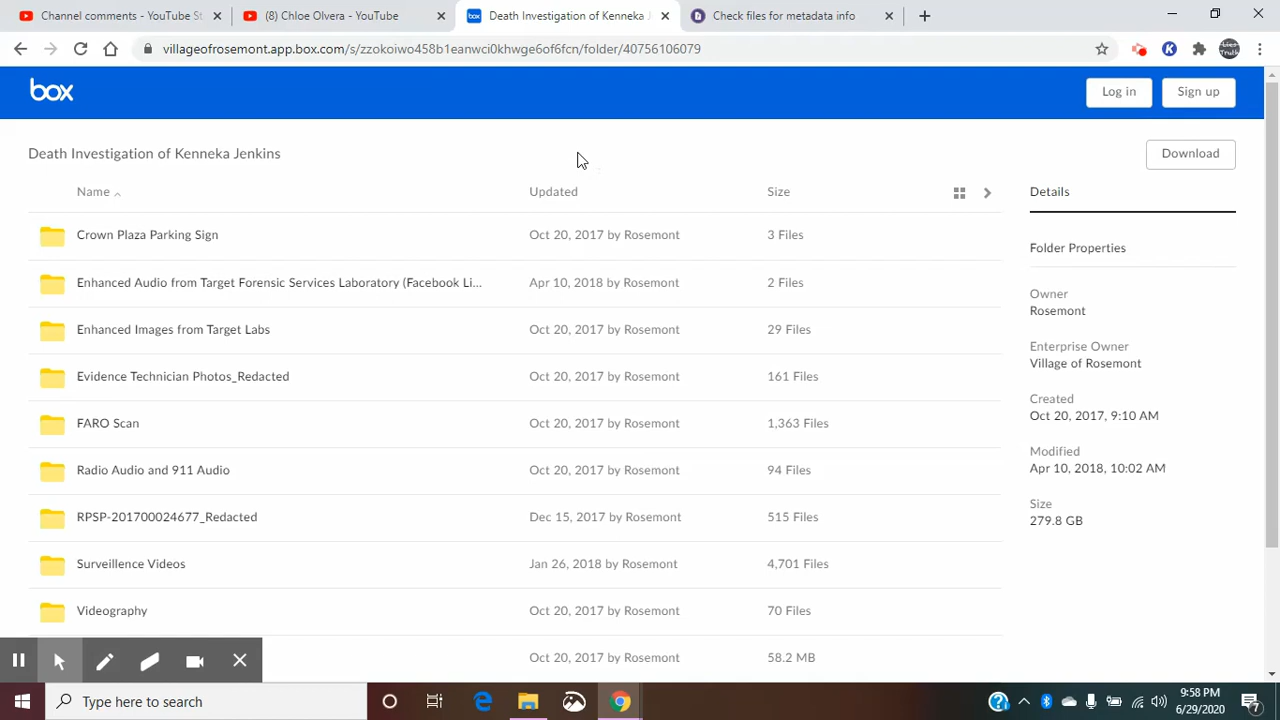 Channel comments - YouTube S
(8) Chloe Olvera - YouTube
box
Death Investigation of Kenneka J
Check files for metadata info
villageofrosemont.app.box.com/s/zzokoiwo458b1eanwci0khwge6of6fcn/folder/40756106079
box
Log in
Sign up
Death Investigation of Kenneka Jenkins
Download
Name
Updated
Size
Details
Crown Plaza Parking Sign
Oct 20, 2017 by Rosemont
3 Files
Folder Properties
Enhanced Audio from Target Forensic Services Laboratory (Facebook Li...
Apr 10, 2018 by Rosemont
2 Files
Owner
Rosemont
Enhanced Images from Target Labs
Oct 20, 2017 by Rosemont
29 Files
Enterprise Owner
Village of Rosemont
Evidence Technician Photos_Redacted
Oct 20, 2017 by Rosemont
161 Files
Created
Oct 20, 2017, 9:10 AM
FARO Scan
Oct 20, 2017 by Rosemont
1,363 Files
Modified
Apr 10, 2018, 10:02 AM
Radio Audio and 911 Audio
Oct 20, 2017 by Rosemont
94 Files
Size
279.8 GB
RPSP-201700024677_Redacted
Dec 15, 2017 by Rosemont
515 Files
Surveillence Videos
Jan 26, 2018 by Rosemont
4,701 Files
Videography
Oct 20, 2017 by Rosemont
70 Files
Oct 20, 2017 by Rosemont
58.2 MB
Type here to search
9:58 PM
6/29/2020
7